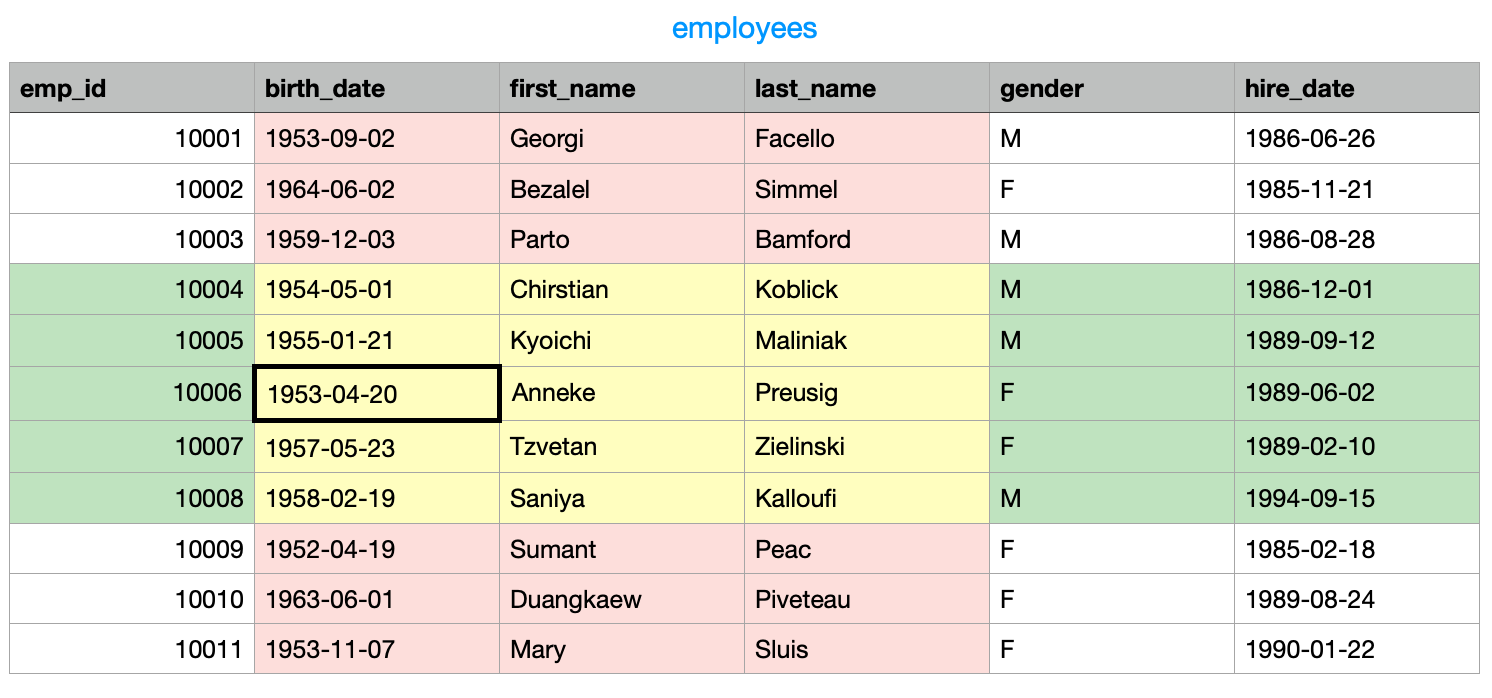 employees
emp_id birth_date first_name last_name gender hire_date
10001 1953-09-02 Georgi Facello M 1986-06-26
10002 1964-06-02 Bezalel Simmel F 1985-11-21
10003 1959-12-03 Parto Bamford M 1986-08-28
10004 1954-05-01 Chirstian Koblick M 1986-12-01
10005 1955-01-21 Kyoichi Maliniak M 1989-09-12
10006 1953-04-20 Anneke Preusig F 1989-06-02
10007 1957-05-23 Tzvetan Zielinski F 1989-02-10
10008 1958-02-19 Saniya Kalloufi M 1994-09-15
10009 1952-04-19 Sumant Peac F 1985-02-18
10010 1963-06-01 Duangkaew Piveteau F 1989-08-24
10011 1953-11-07 Mary Sluis F 1990-01-22